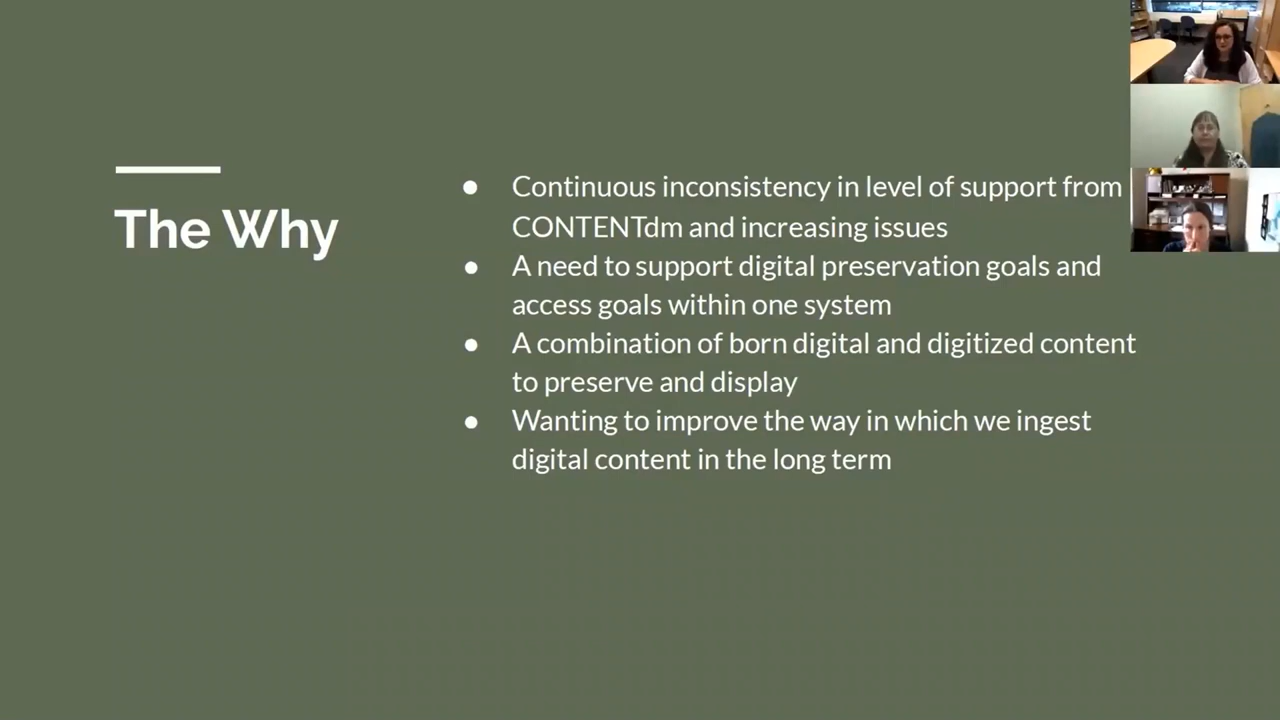 The Why
● Continuous inconsistency in level of support from
CONTENTdm and increasing issues
● A need to support digital preservation goals and
access goals within one system
● A combination of born digital and digitized content
to preserve and display
● Wanting to improve the way in which we ingest
digital content in the long term